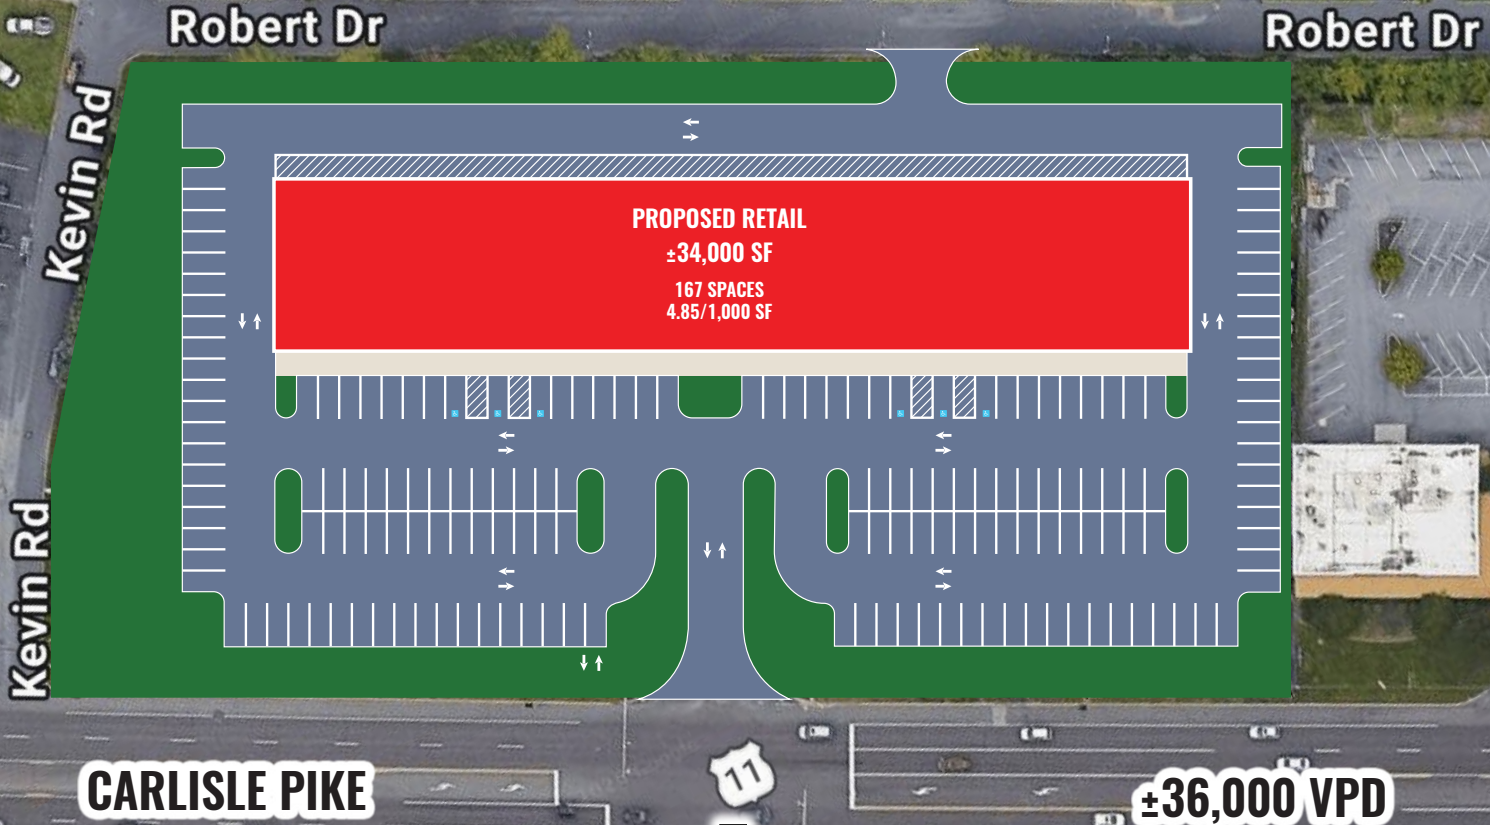 Robert Dr
Robert Dr
Kevin Rd
PROPOSED RETAIL
±34,000 SF
167 SPACES
4.85/1,000 SF
Kevin Rd
11
CARLISLE PIKE
±36,000 VPD